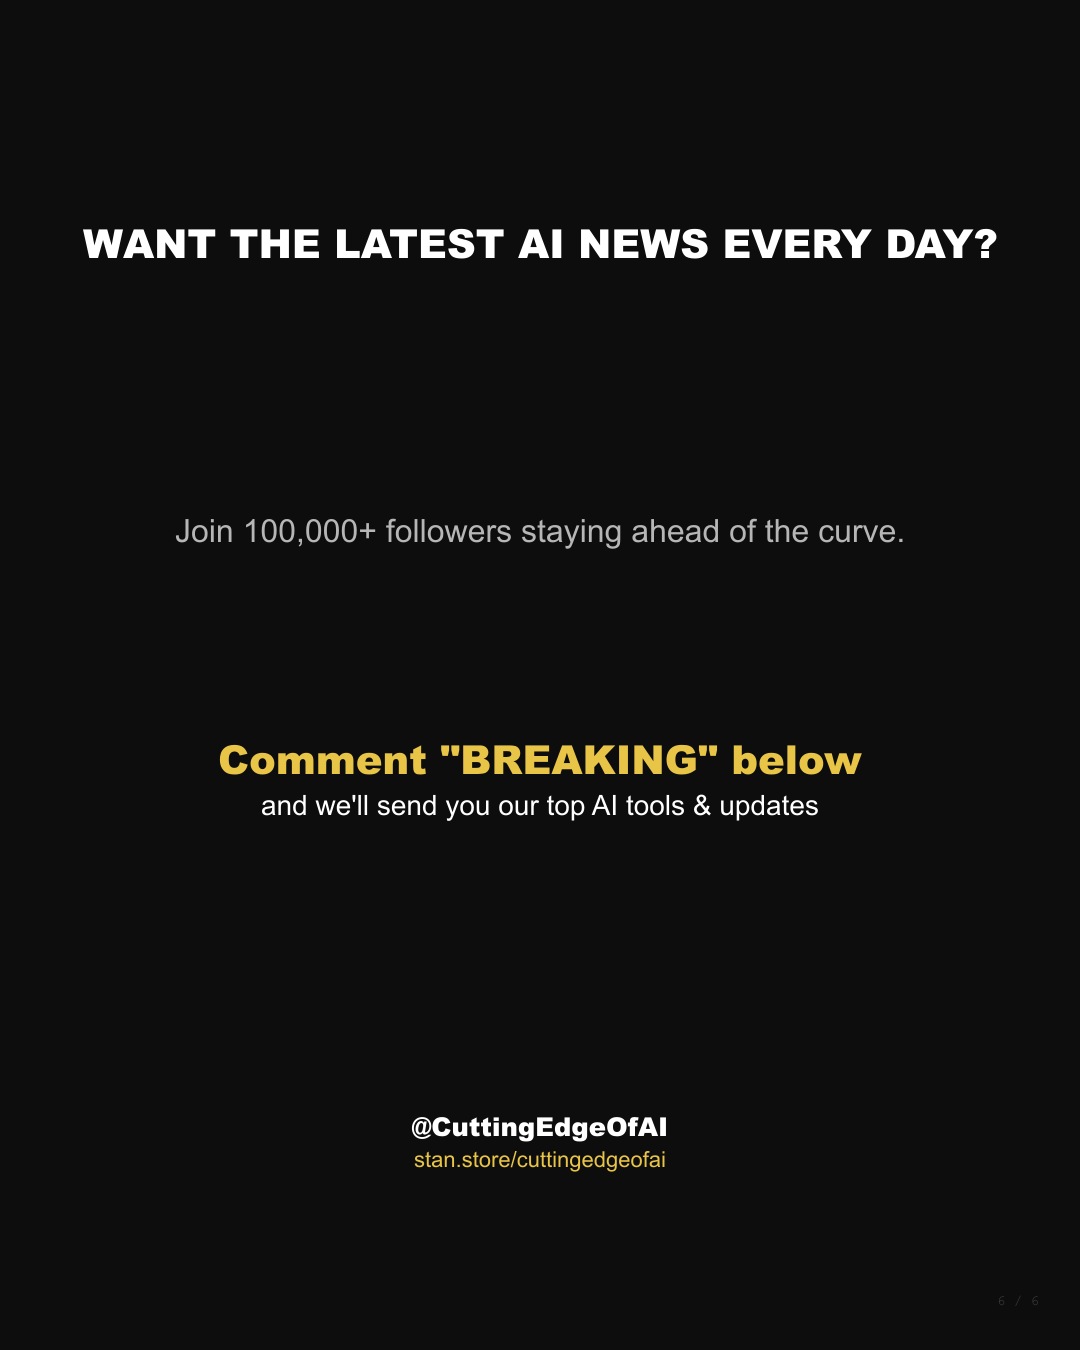 WANT THE LATEST AI NEWS EVERY DAY?
Join 100,000+ followers staying ahead of the curve.
Comment "BREAKING" below
and we'll send you our top AI tools & updates
@CuttingEdgeOfAI
stan.store/cuttingedgeofai
6 / 6